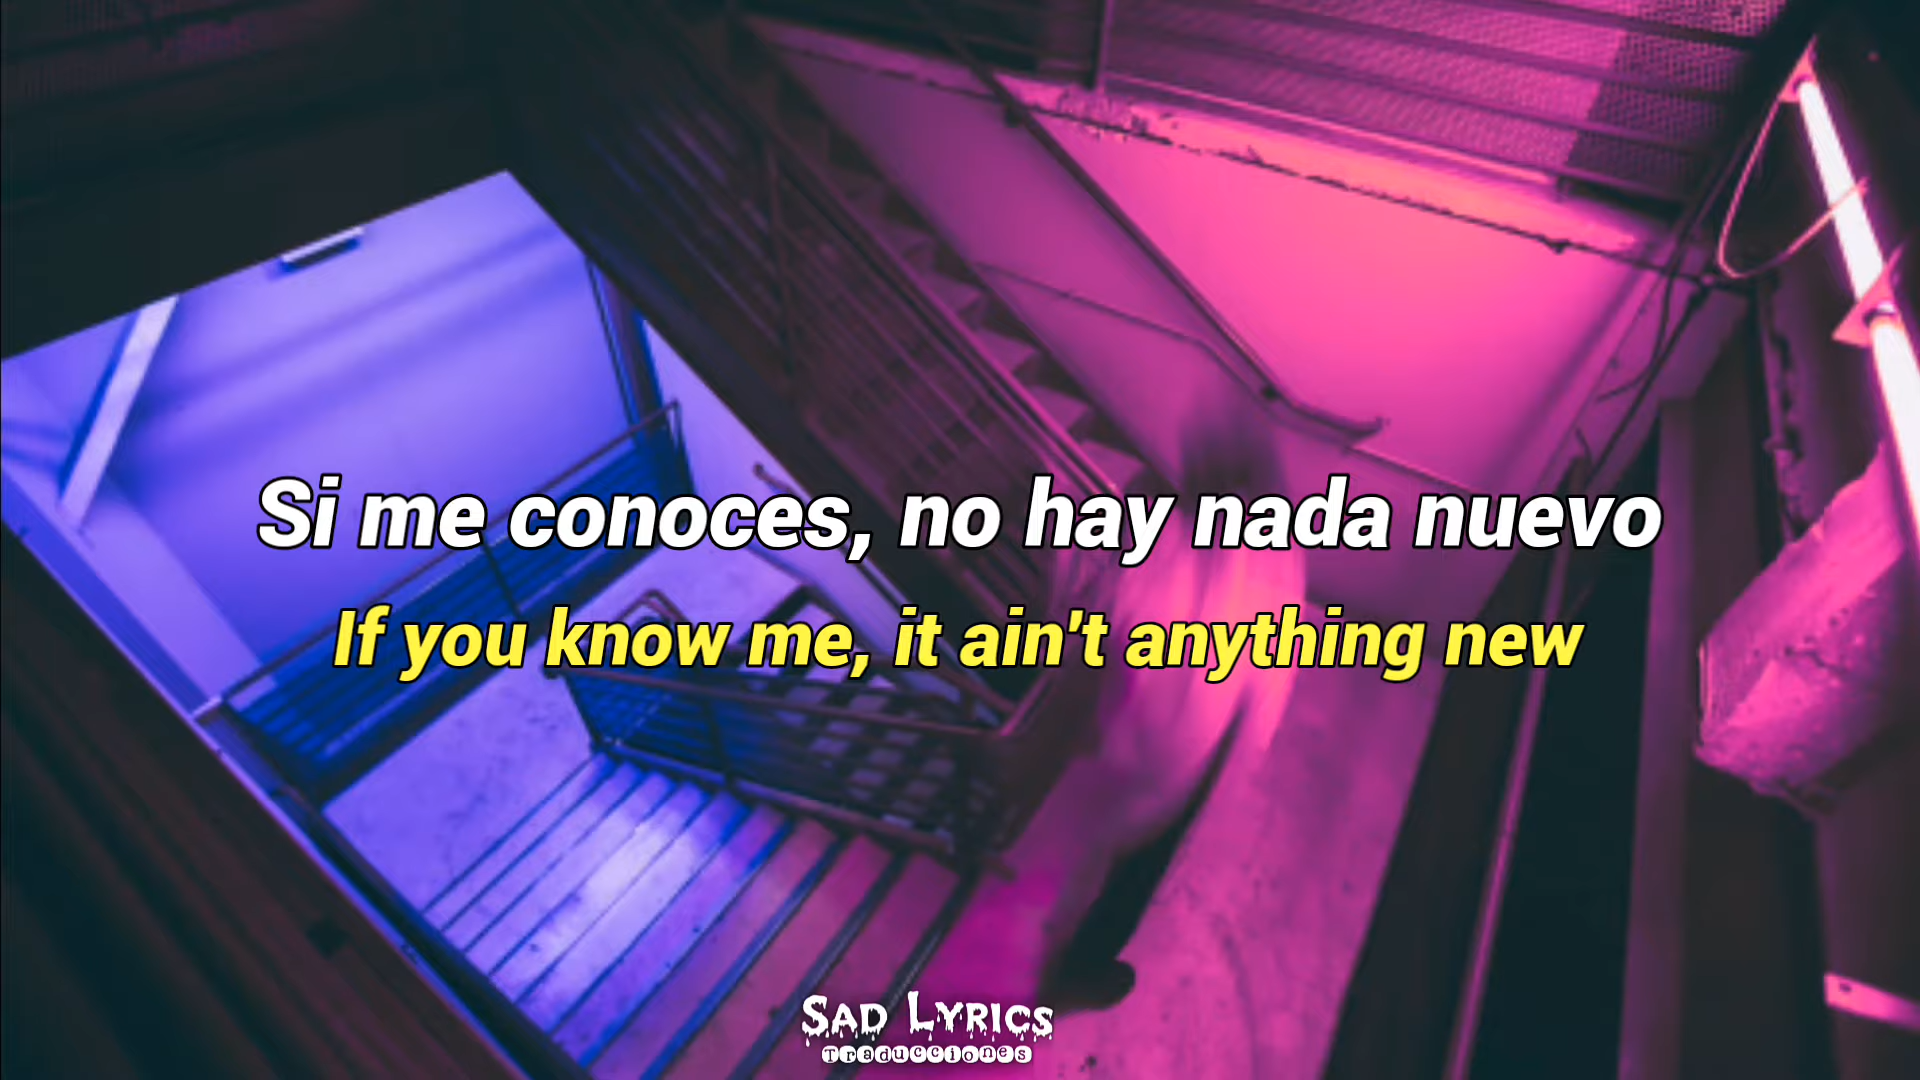 Si me conoces, no hay nada nuevo
If you know me, it ain't anything new
SAD LYRICS
Traducciones